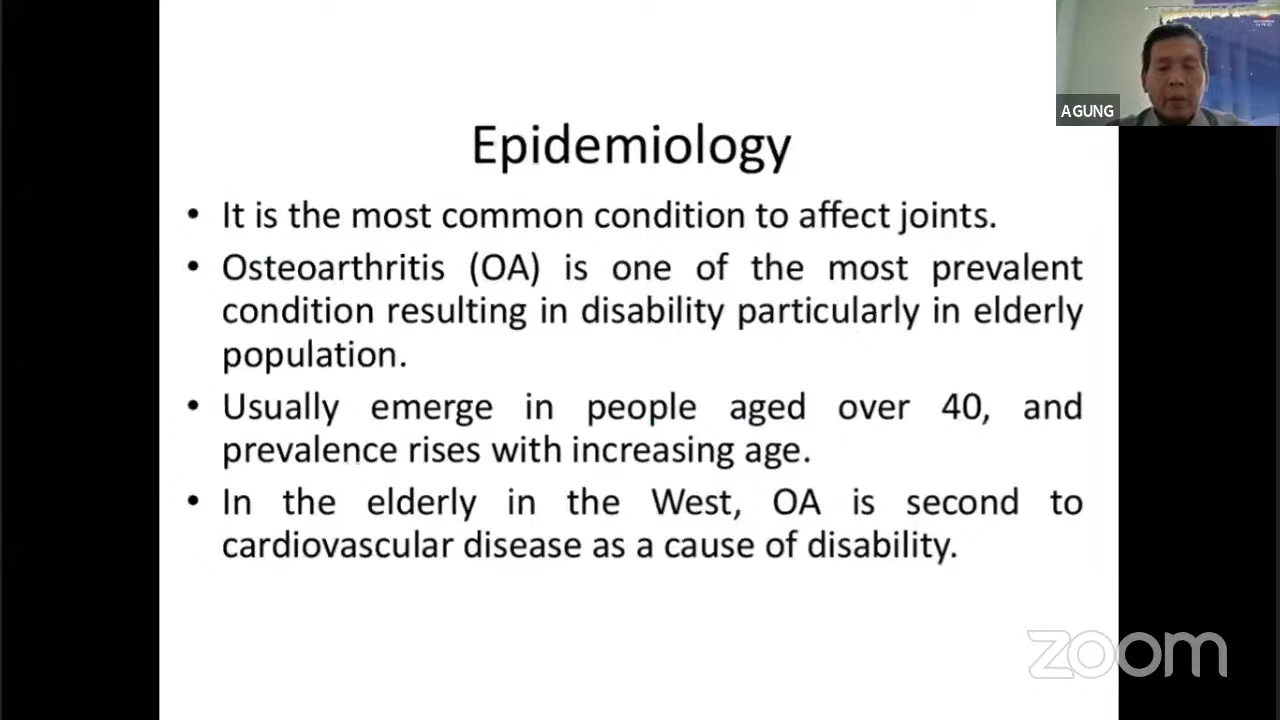 AGUNG
Epidemiology
• It is the most common condition to affect joints.
• Osteoarthritis (OA) is one of the most prevalent
condition resulting in disability particularly in elderly
population.
• Usually emerge in people aged over 40, and
prevalence rises with increasing age.
• In the elderly in the West, OA is second to
cardiovascular disease as a cause of disability.
zoom